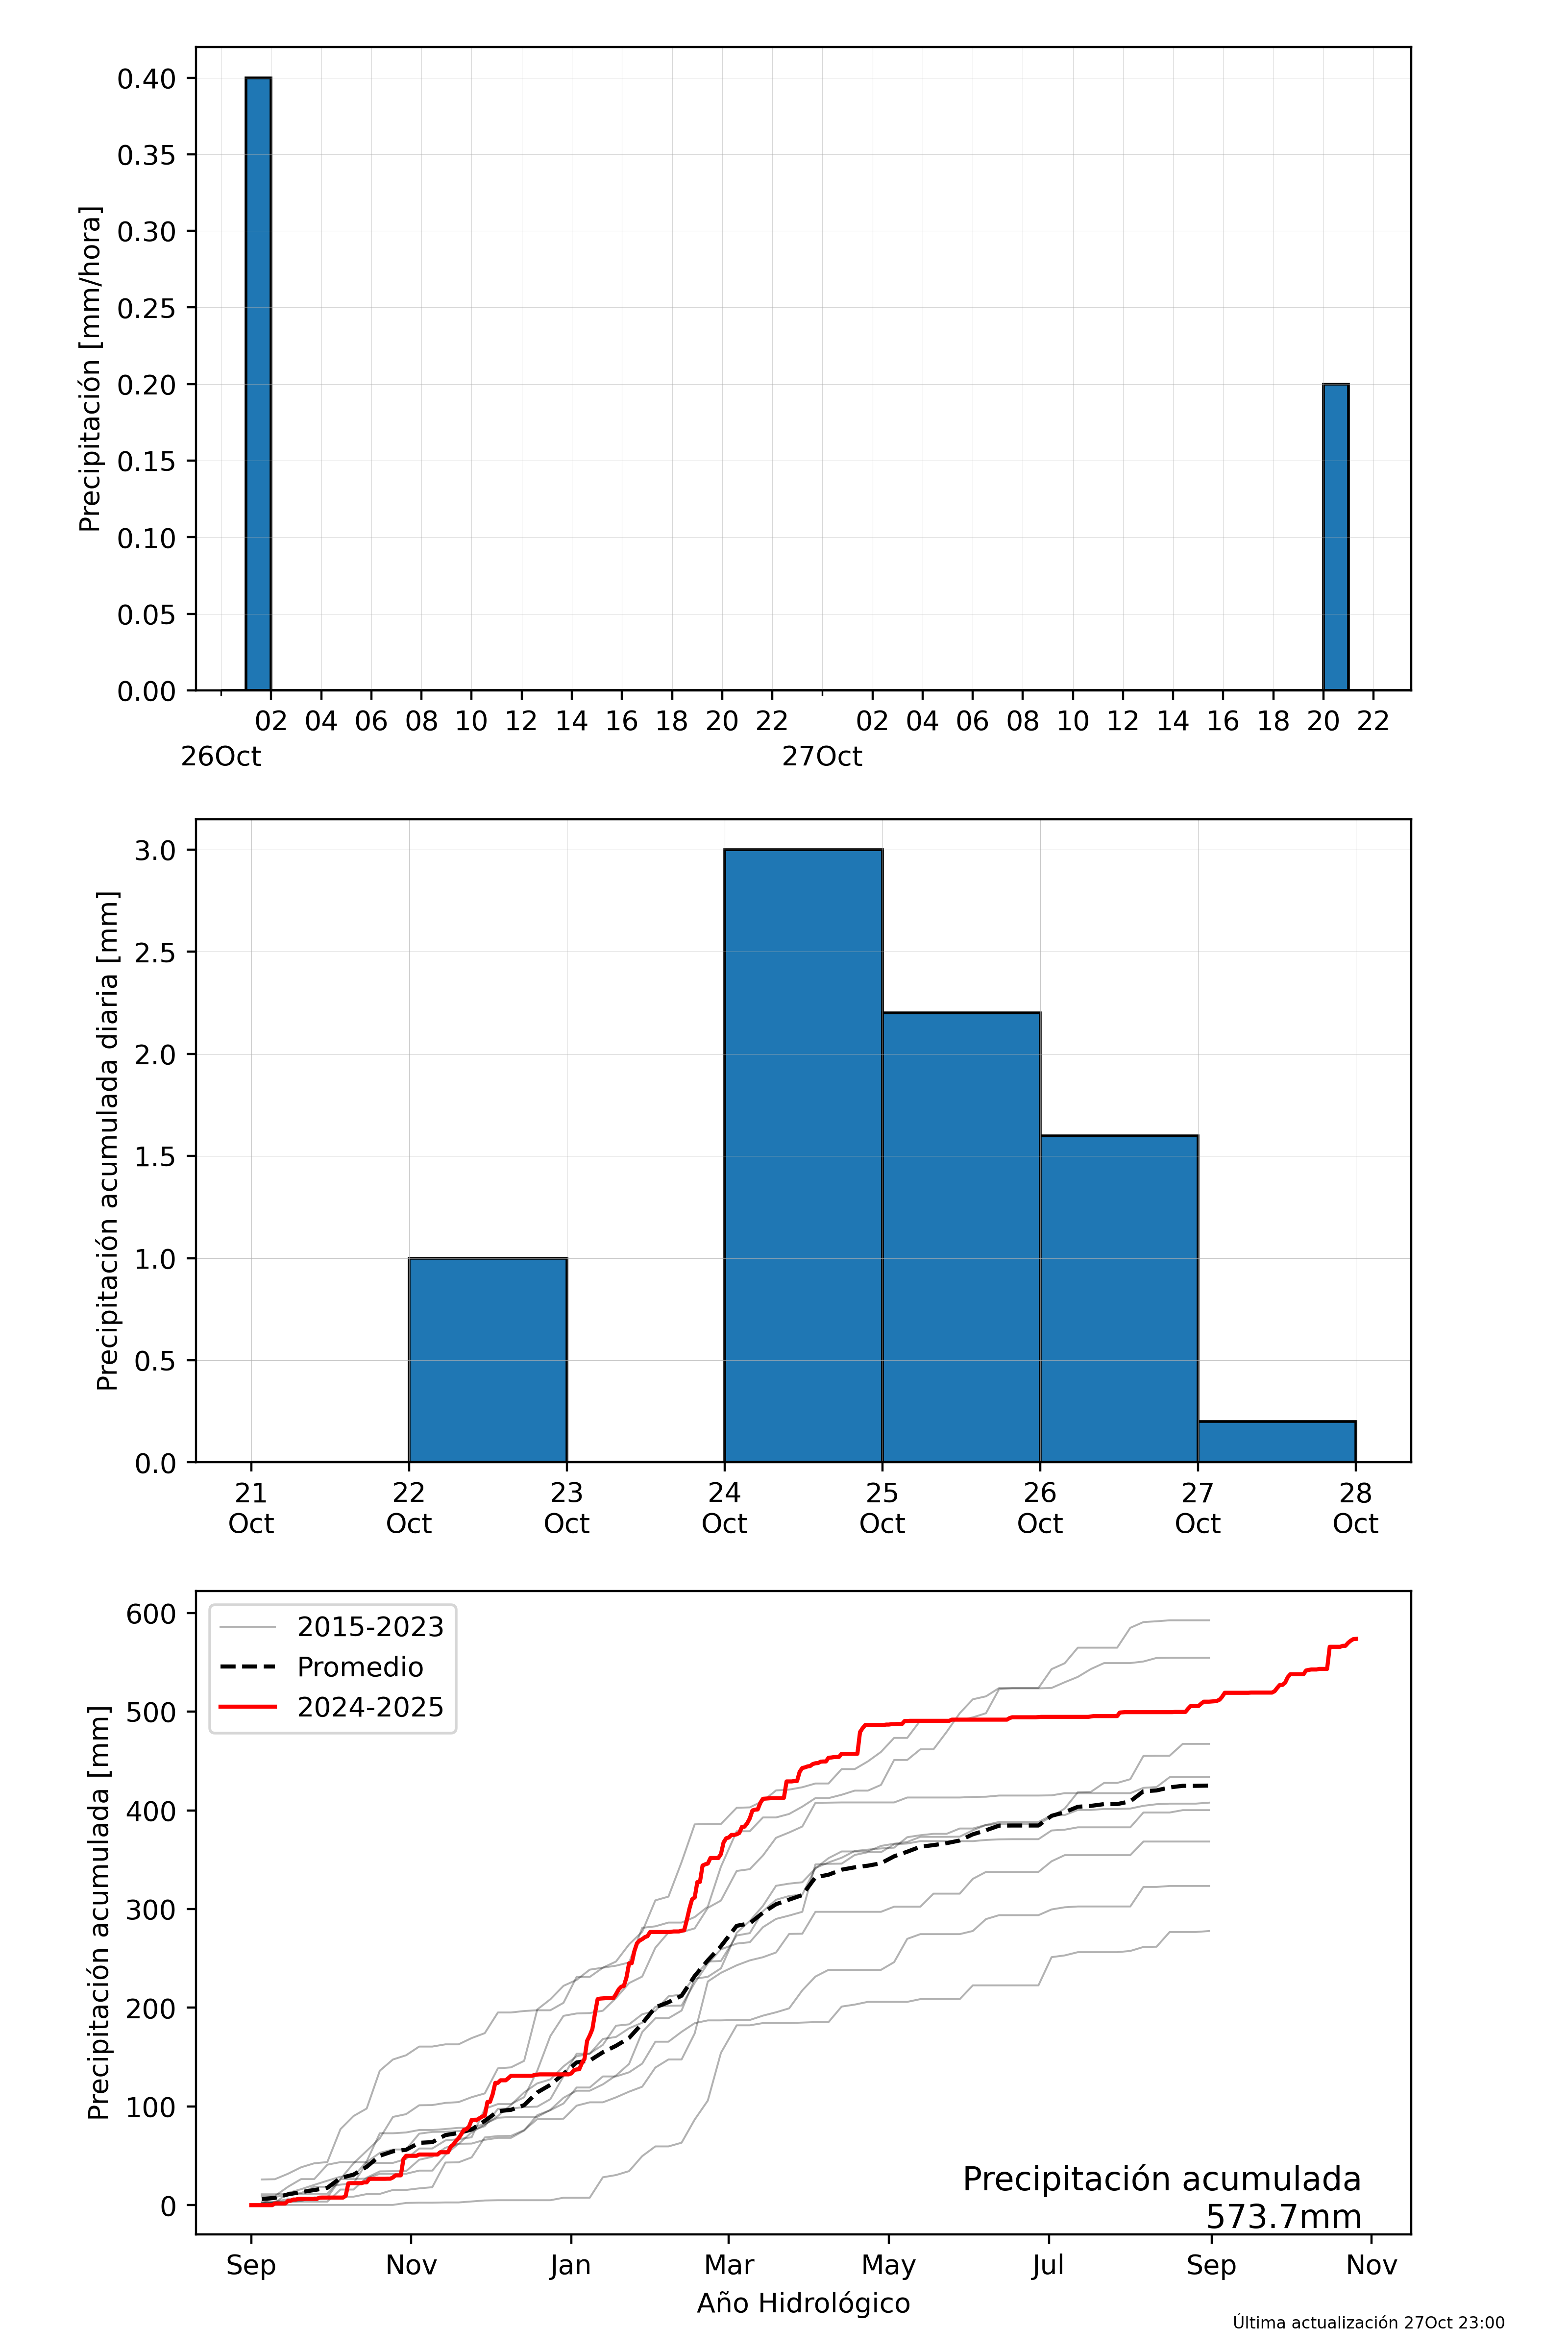 0.40
0.35
0.30
0.25
0.20
0.15
0.10
0.05
0.00
Precipitación [mm/hora]
02 04 06 08 10 12 14 16 18 20 22 02 04 06 08 10 12 14 16 18 20 22
26Oct 27Oct
3.0
2.5
2.0
1.5
1.0
0.5
0.0
Precipitación acumulada diaria [mm]
21 22 23 24 25 26 27 28
Oct Oct Oct Oct Oct Oct Oct Oct
600
500
400
300
200
100
0
Precipitación acumulada [mm]
2015-2023
Promedio
2024-2025
Precipitación acumulada
573.7mm
Sep Nov Jan Mar May Jul Sep Nov
Año Hidrológico
Última actualización 27Oct 23:00